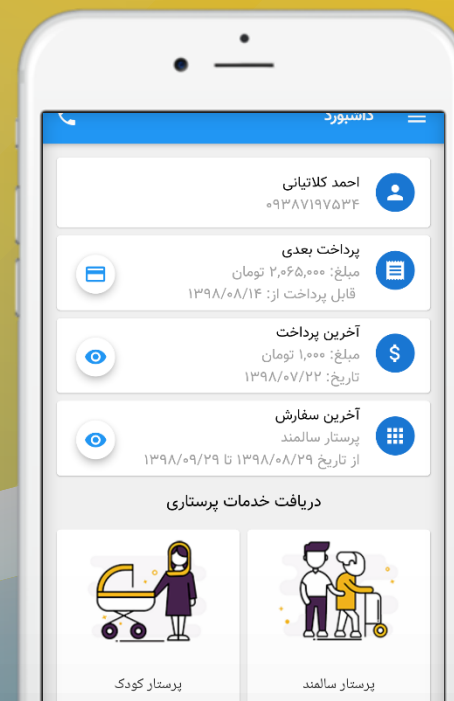 داشبورد
احمد کلاتیانی
۰۹۳۸۷۱۹۷۵۳۴
پرداخت بعدی
مبلغ: ۲,۰۶۵,۰۰۰ تومان
قابل پرداخت از: ۱۳۹۸/۰۸/۱۴
آخرین پرداخت
مبلغ: ۱,۰۰۰ تومان
تاریخ: ۱۳۹۸/۰۷/۲۲
آخرین سفارش
پرستار سالمند
از تاریخ ۱۳۹۸/۰۸/۲۹ تا ۱۳۹۸/۰۹/۲۹
دریافت خدمات پرستاری
پرستار سالمند
پرستار کودک